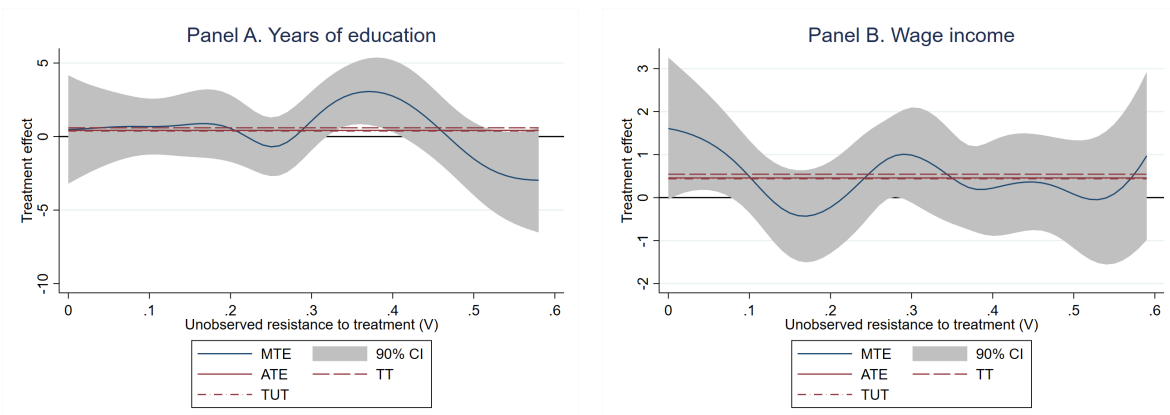 Panel A. Years of education
Treatment effect
5
0
-5
-10
0 .1 .2 .3 .4 .5 .6
Unobserved resistance to treatment (V)
MTE 90% CI
ATE TT
TUT
Panel B. Wage income
Treatment effect
3
2
1
0
-1
-2
0 .1 .2 .3 .4 .5 .6
Unobserved resistance to treatment (V)
MTE 90% CI
ATE TT
TUT